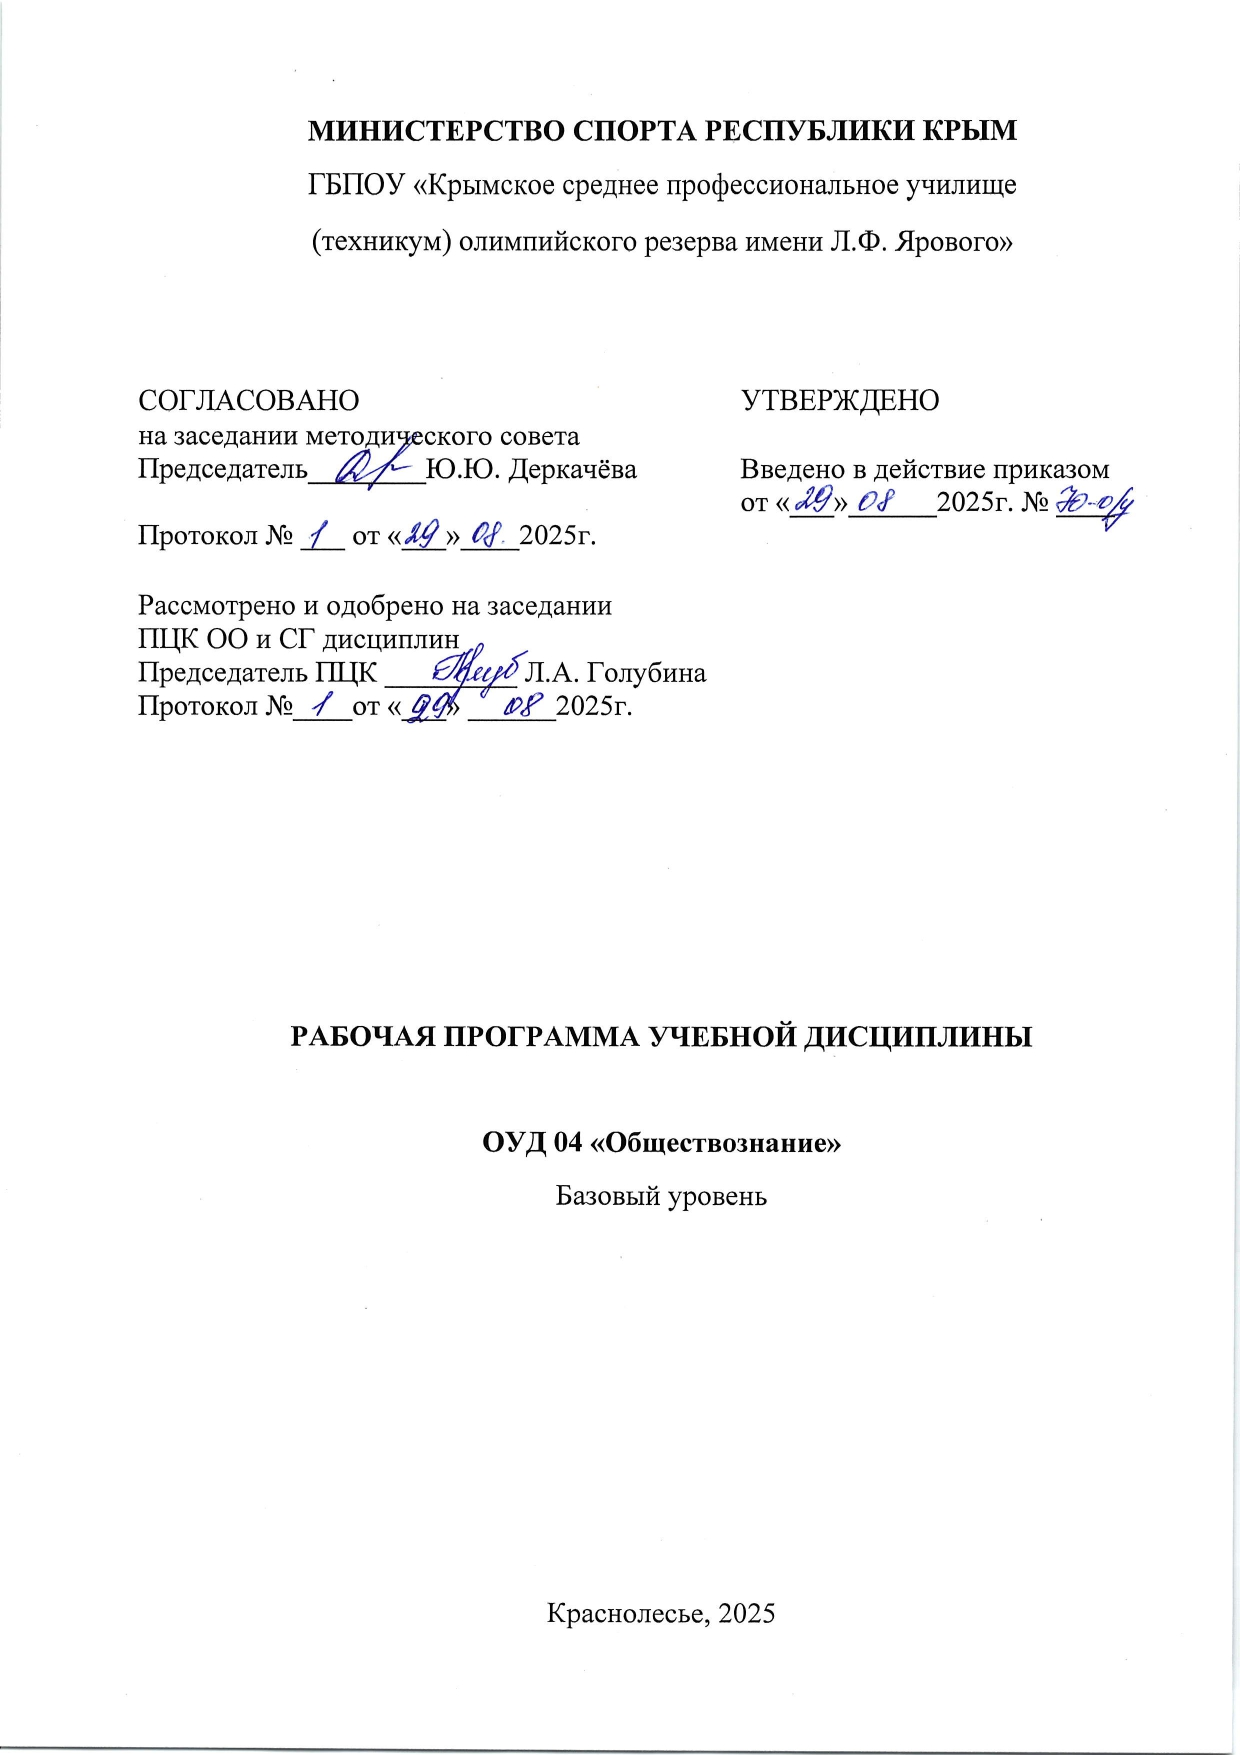 МИНИСТЕРСТВО СПОРТА РЕСПУБЛИКИ КРЫМ
ГБПОУ «Крымское среднее профессиональное училище
(техникум) олимпийского резерва имени Л.Ф. Ярового»
СОГЛАСОВАНО
на заседании методического совета
Председатель________Ю.Ю. Деркачёва
Протокол № 1 от «29» 08. 2025г.
УТВЕРЖДЕНО
Введено в действие приказом
от «29» 08 2025г. №
Рассмотрено и одобрено на заседании
ПЦК ОО и СГ дисциплин
Председатель ПЦК _________ Л.А. Голубина
Протокол № 1 от «29» 08 2025г.
РАБОЧАЯ ПРОГРАММА УЧЕБНОЙ ДИСЦИПЛИНЫ
ОУД 04 «Обществознание»
Базовый уровень
Краснолесье, 2025